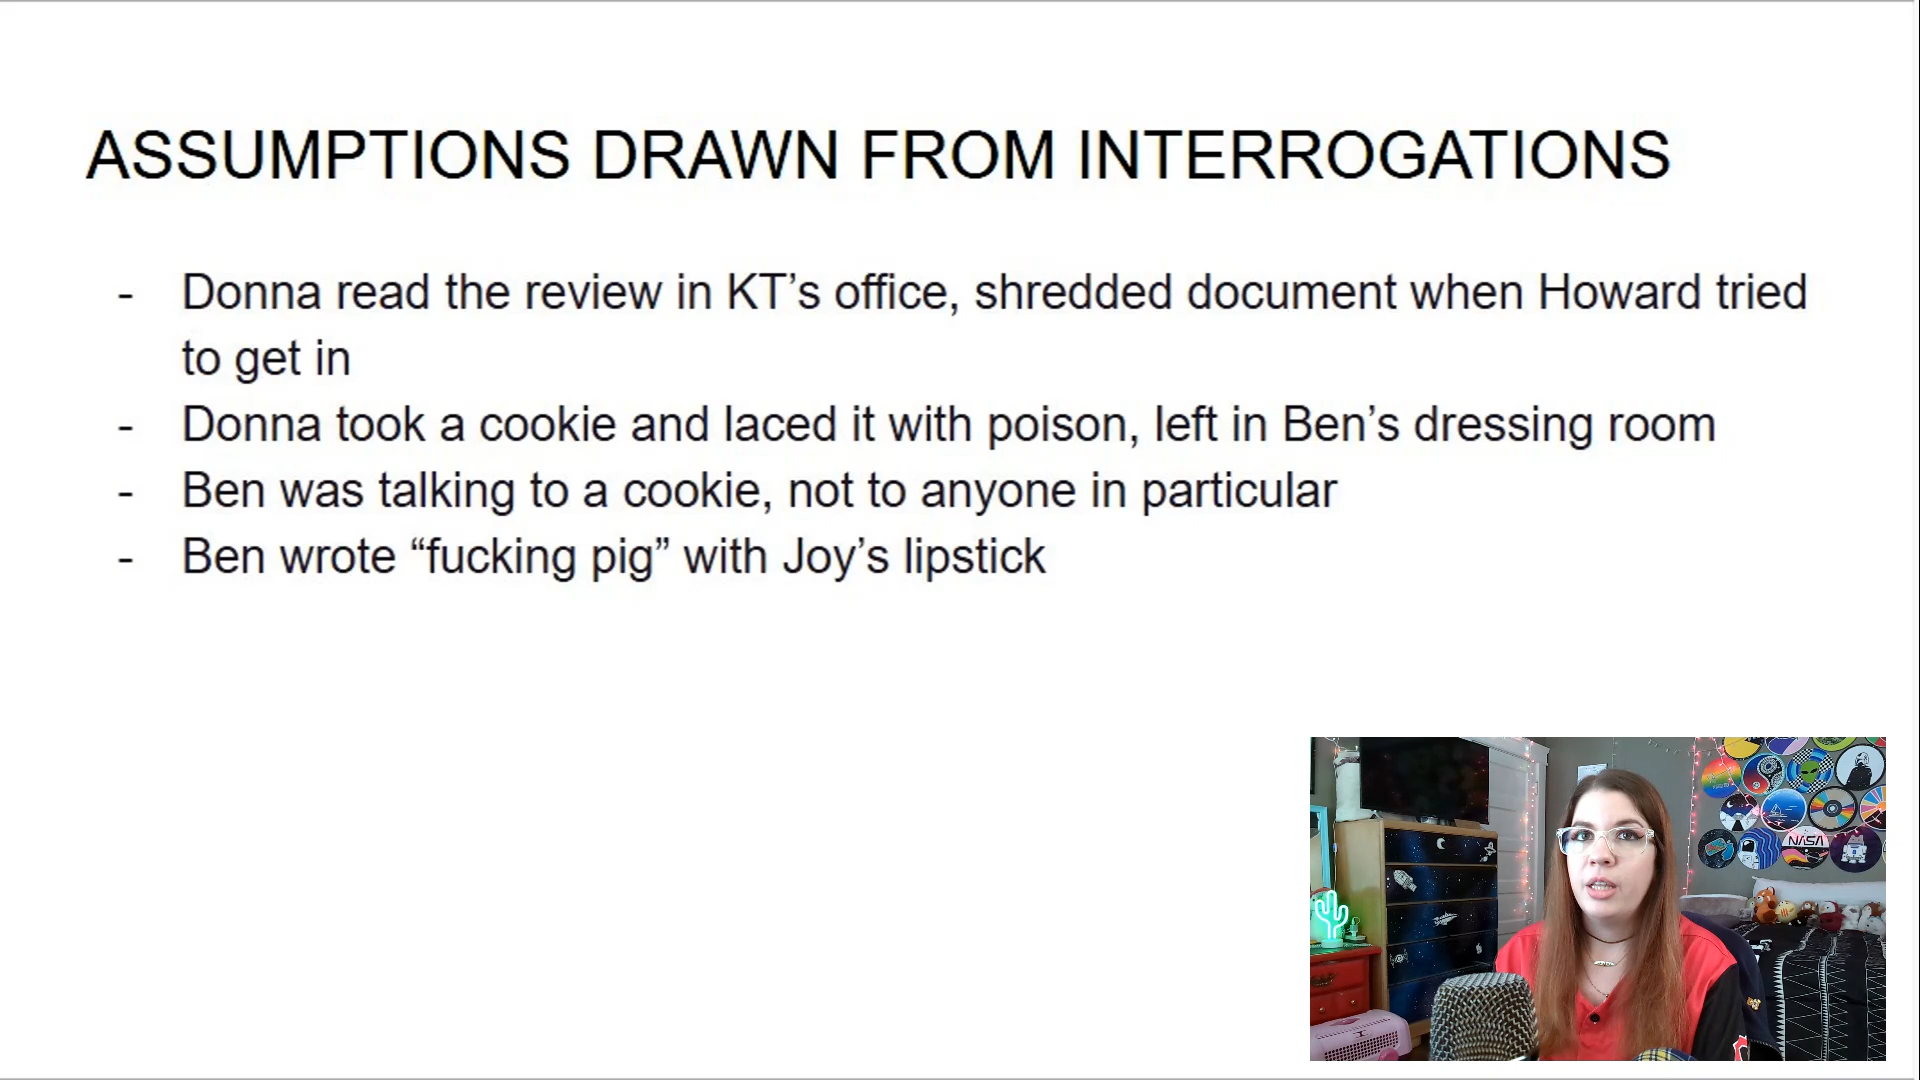 ASSUMPTIONS DRAWN FROM INTERROGATIONS
- Donna read the review in KT’s office, shredded document when Howard tried
to get in
- Donna took a cookie and laced it with poison, left in Ben’s dressing room
- Ben was talking to a cookie, not to anyone in particular
- Ben wrote “fucking pig” with Joy’s lipstick
NASA